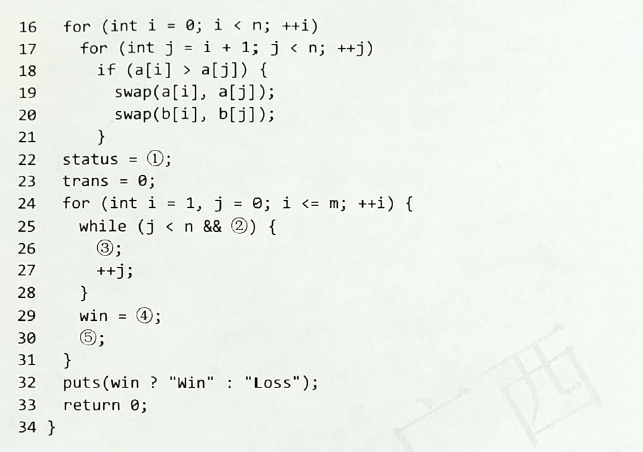 16 for (int i = 0; i < n; ++i)
17 for (int j = i + 1; j < n; ++j)
18 if (a[i] > a[j]) {
19 swap(a[i], a[j]);
20 swap(b[i], b[j]);
21 }
22 status = ①;
23 trans = 0;
24 for (int i = 1, j = 0; i <= m; ++i) {
25 while (j < n && ②) {
26 ③;
27 ++j;
28 }
29 win = ④;
30 ⑤;
31 }
32 puts(win ? "Win" : "Loss");
33 return 0;
34 }
广西